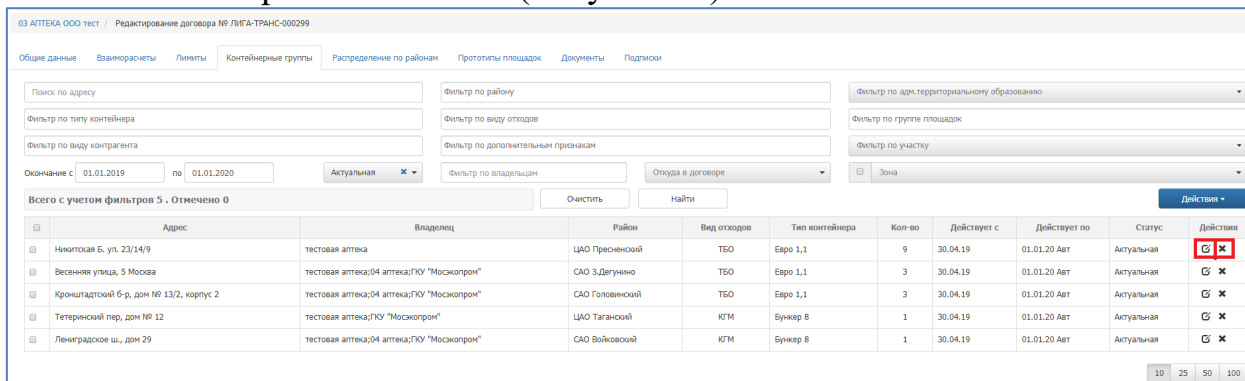 03 АПТЕКА ООО тест / Редактирование договора № ЛИГА-ТРАНС-000299
Общие данные Взаиморасчеты Лимиты Контейнерные группы Распределение по районам Прототипы площадок Документы Подписки
Поиск по адресу Фильтр по району Фильтр по адм.территориальному образованию
Фильтр по типу контейнера Фильтр по виду отходов Фильтр по группе площадок
Фильтр по виду контрагента Фильтр по дополнительным признакам Фильтр по участку
Окончание с 01.01.2019 по 01.01.2020 Актуальная Фильтр по владельцам Откуда в договоре Зона
Всего с учетом фильтров 5 . Отмечено 0 Очистить Найти Действия
Адрес Владелец Район Вид отходов Тип контейнера Кол-во Действует с Действует по Статус Действия
Никитская Б. ул. 23/14/9 тестовая аптека ЦАО Пресненский ТБО Евро 1,1 9 30.04.19 01.01.20 Авт Актуальная
Весенняя улица, 5 Москва тестовая аптека;04 аптека;ГКУ "Мосэкопром" САО З.Дегунино ТБО Евро 1,1 3 30.04.19 01.01.20 Авт Актуальная
Кронштадтский б-р, дом № 13/2, корпус 2 тестовая аптека;04 аптека;ГКУ "Мосэкопром" САО Головинский ТБО Евро 1,1 3 30.04.19 01.01.20 Авт Актуальная
Тетеринский пер, дом № 12 тестовая аптека;ГКУ "Мосэкопром" ЦАО Таганский КГМ Бункер 8 1 30.04.19 01.01.20 Авт Актуальная
Лениградское ш., дом 29 тестовая аптека;04 аптека;ГКУ "Мосэкопром" САО Войковский КГМ Бункер 8 1 30.04.19 01.01.20 Авт Актуальная
10 25 50 100